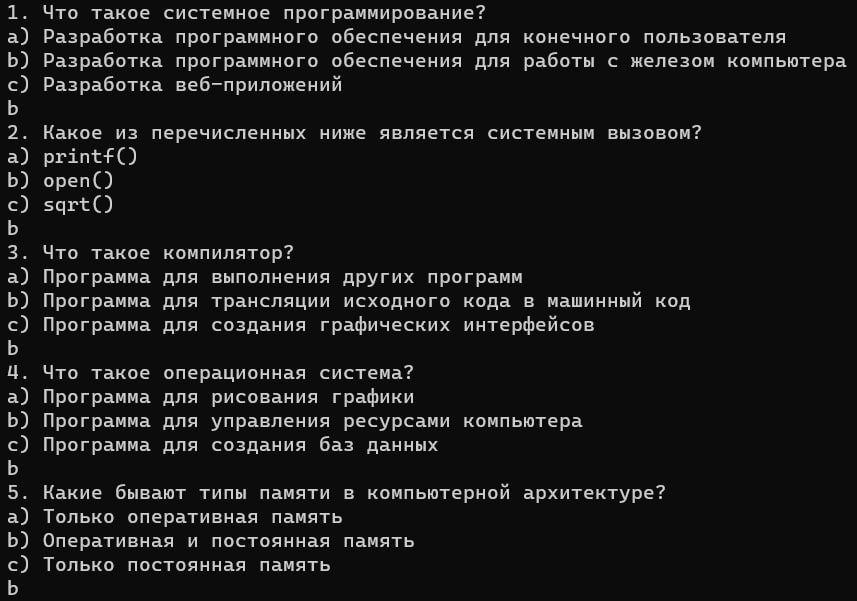 1. Что такое системное программирование?
a) Разработка программного обеспечения для конечного пользователя
b) Разработка программного обеспечения для работы с железом компьютера
c) Разработка веб-приложений
b
2. Какое из перечисленных ниже является системным вызовом?
a) printf()
b) open()
c) sqrt()
b
3. Что такое компилятор?
a) Программа для выполнения других программ
b) Программа для трансляции исходного кода в машинный код
c) Программа для создания графических интерфейсов
b
4. Что такое операционная система?
a) Программа для рисования графики
b) Программа для управления ресурсами компьютера
c) Программа для создания баз данных
b
5. Какие бывают типы памяти в компьютерной архитектуре?
a) Только оперативная память
b) Оперативная и постоянная память
c) Только постоянная память
b